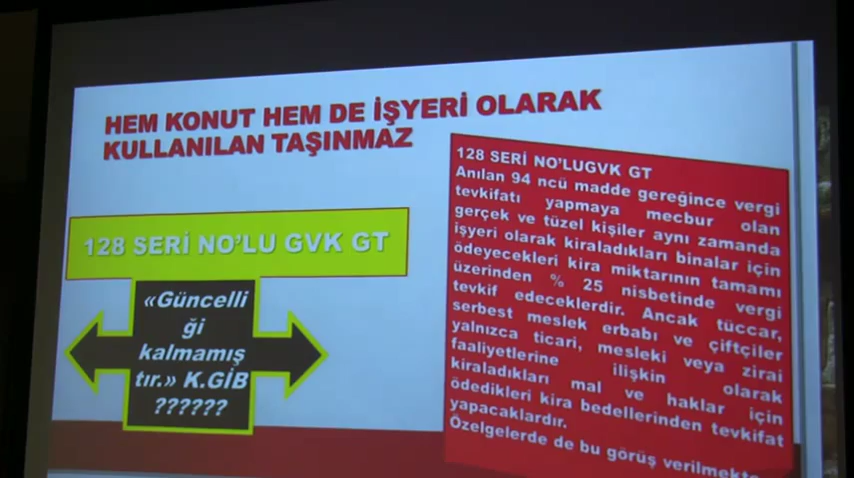 HEM KONUT HEM DE İŞYERİ OLARAK
KULLANILAN TAŞINMAZ
128 SERİ NO'LU GVK GT
«Güncelli
ği
kalmamış
tır.» K.GİB
??????
128 SERİ NO'LUGVK GT
Anılan 94 ncü madde gereğince vergi
tevkifatı yapmaya mecbur olan
gerçek ve tüzel kişiler aynı zamanda
işyeri olarak kiraladıkları binalar için
ödeyecekleri kira miktarının tamamı
üzerinden % 25 nisbetinde vergi
tevkif edeceklerdir. Ancak tüccar,
serbest meslek erbabı ve çiftçiler
yalnızca ticari, mesleki veya zirai
faaliyetlerine ilişkin olarak
kiraladıkları mal ve haklar için
ödedikleri kira bedellerinden tevkifat
yapacaklardır.
Özelgelerde de bu görüş